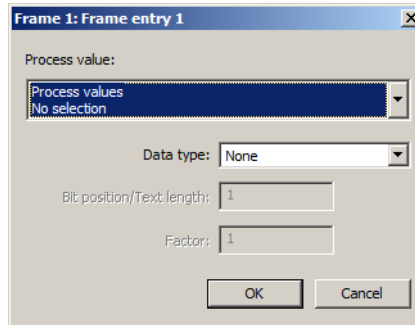 Frame 1: Frame entry 1
Process value:
Process values
No selection
Data type: None
Bit position/Text length: 1
Factor: 1
OK Cancel